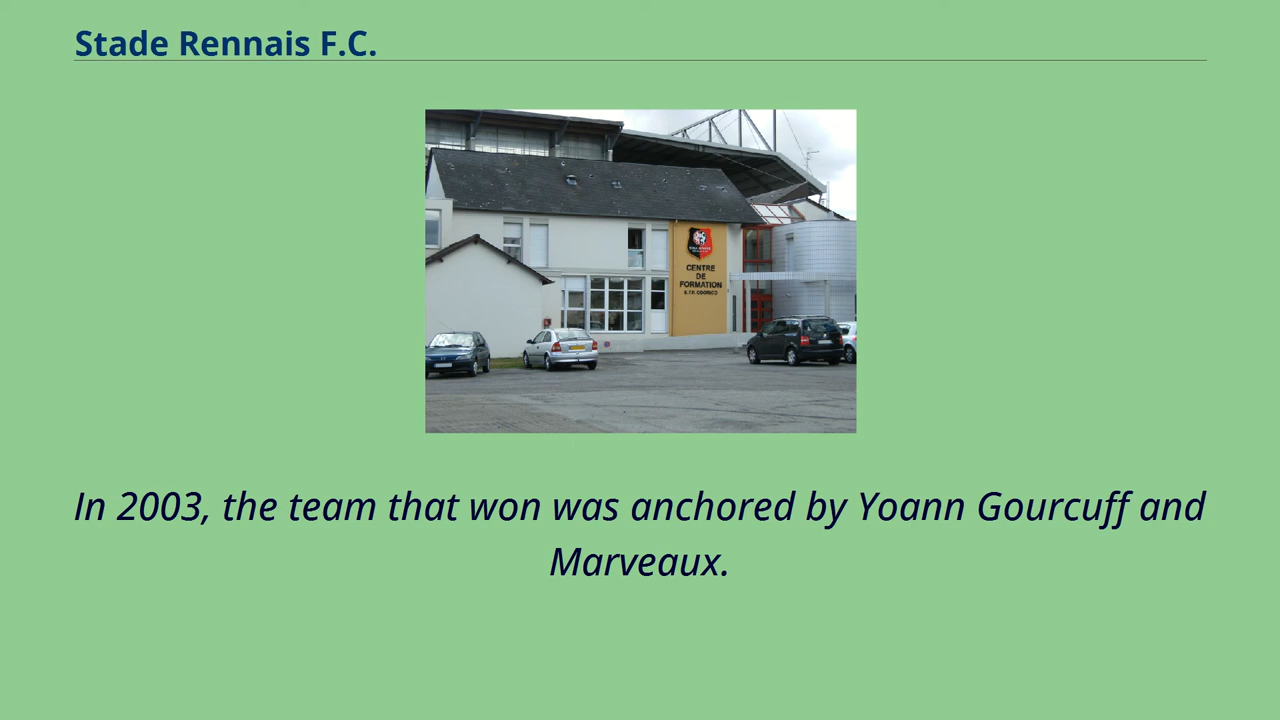 Stade Rennais F.C.
CENTRE
DE
FORMATION
In 2003, the team that won was anchored by Yoann Gourcuff and
Marveaux.